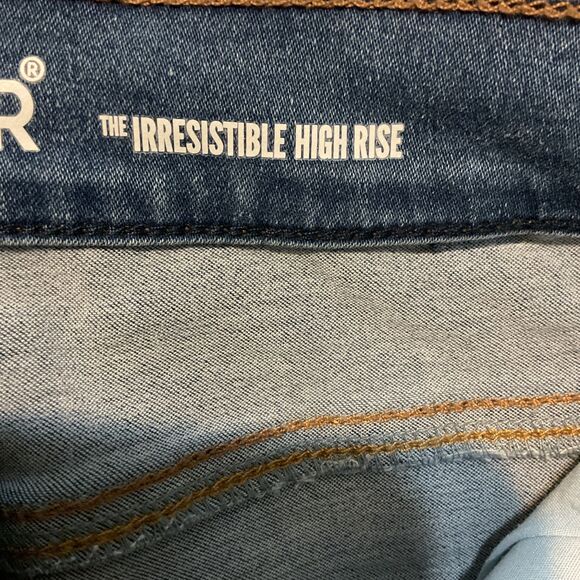 R®
THE IRRESISTIBLE HIGH RISE